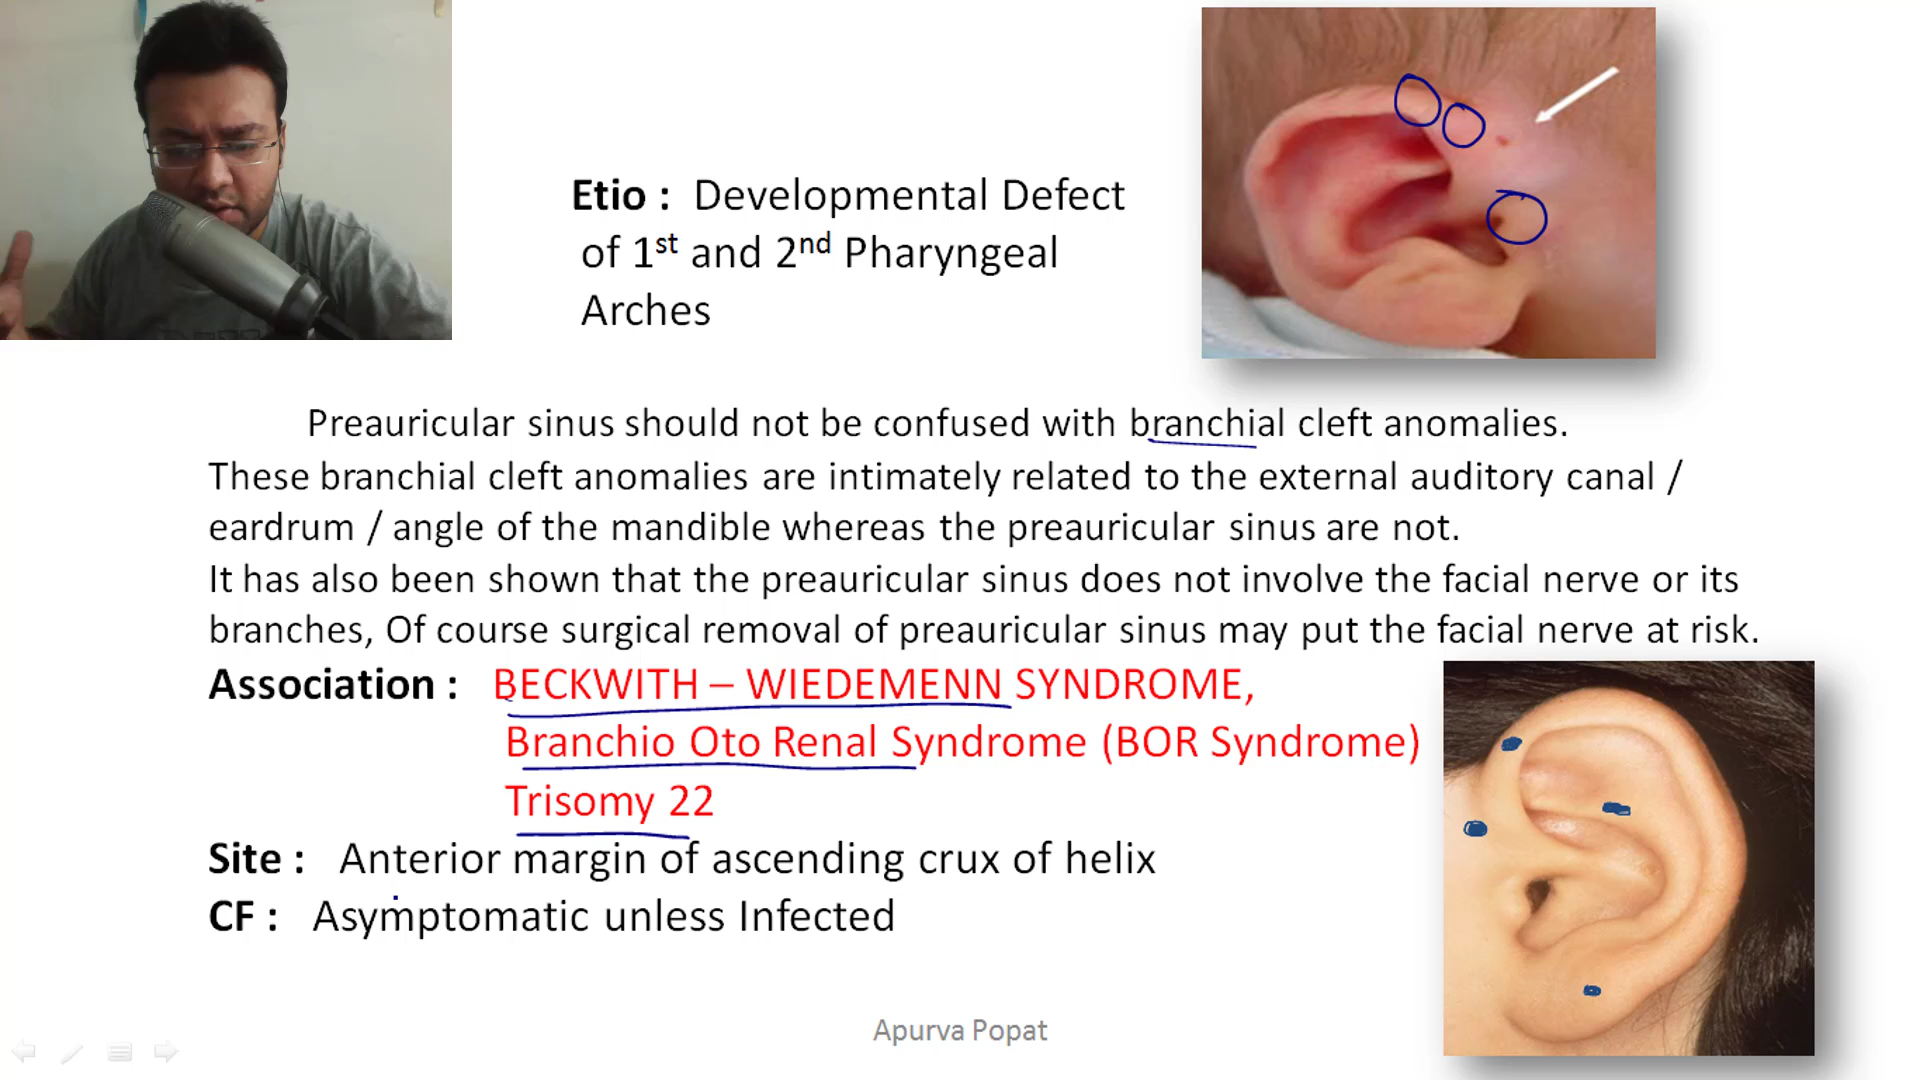 Etio : Developmental Defect
of 1st and 2nd Pharyngeal
Arches
Preauricular sinus should not be confused with branchial cleft anomalies.
These branchial cleft anomalies are intimately related to the external auditory canal /
eardrum / angle of the mandible whereas the preauricular sinus are not.
It has also been shown that the preauricular sinus does not involve the facial nerve or its
branches, Of course surgical removal of preauricular sinus may put the facial nerve at risk.
Association : BECKWITH – WIEDEMENN SYNDROME,
Branchio Oto Renal Syndrome (BOR Syndrome)
Trisomy 22
Site : Anterior margin of ascending crux of helix
CF : Asymptomatic unless Infected
Apurva Popat